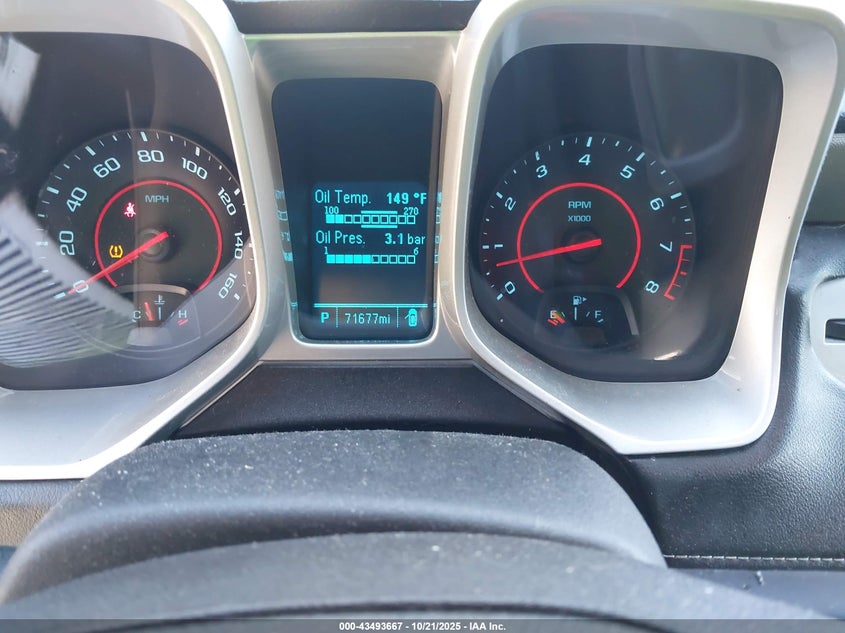 0 20 40 60 80 100 120 140 160
MPH
C H
Oil Temp. 149 °F
100 270
Oil Pres. 3.1 bar
1 6
P 71677mi
0 1 2 3 4 5 6 7 8
RPM
X1000
E F
000-43493667 - 10/21/2025 - IAA Inc.